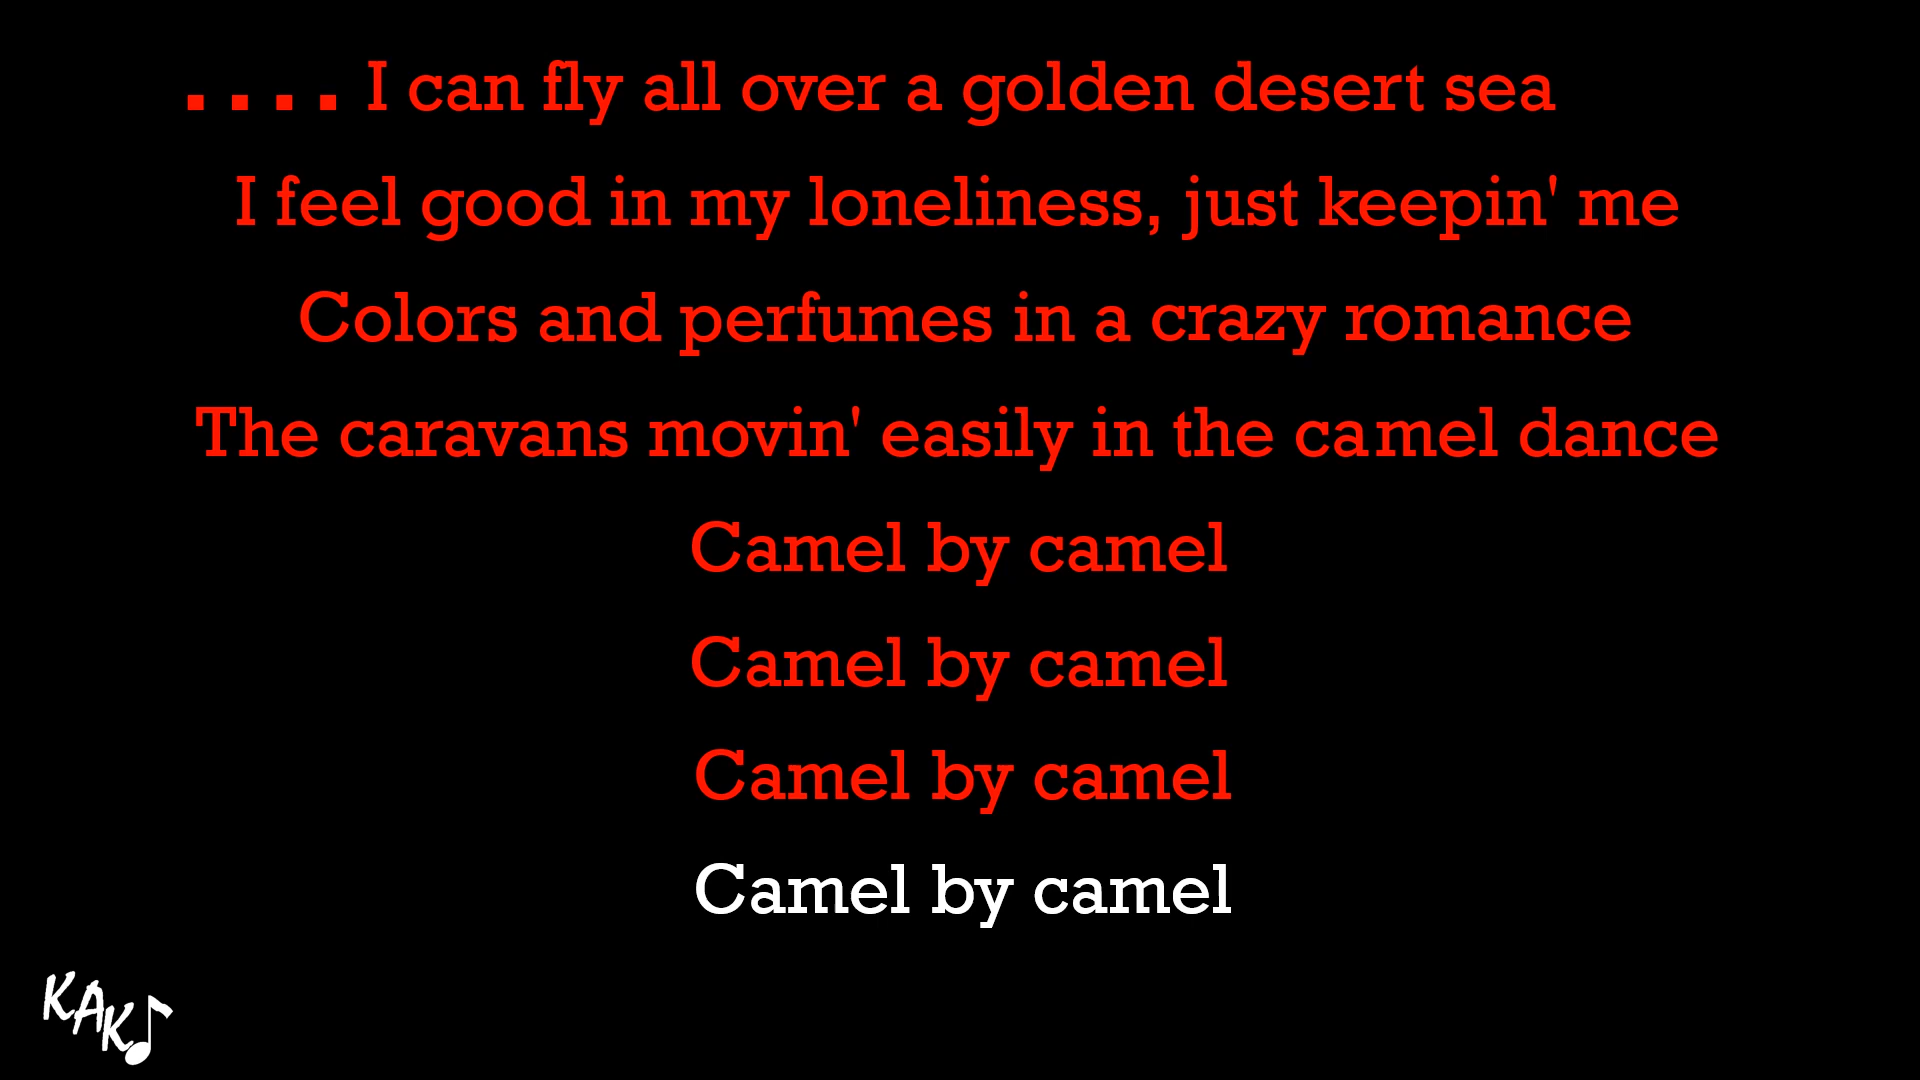 .... I can fly all over a golden desert sea
I feel good in my loneliness, just keepin' me
Colors and perfumes in a crazy romance
The caravans movin' easily in the camel dance
Camel by camel
Camel by camel
Camel by camel
Camel by camel
KAK